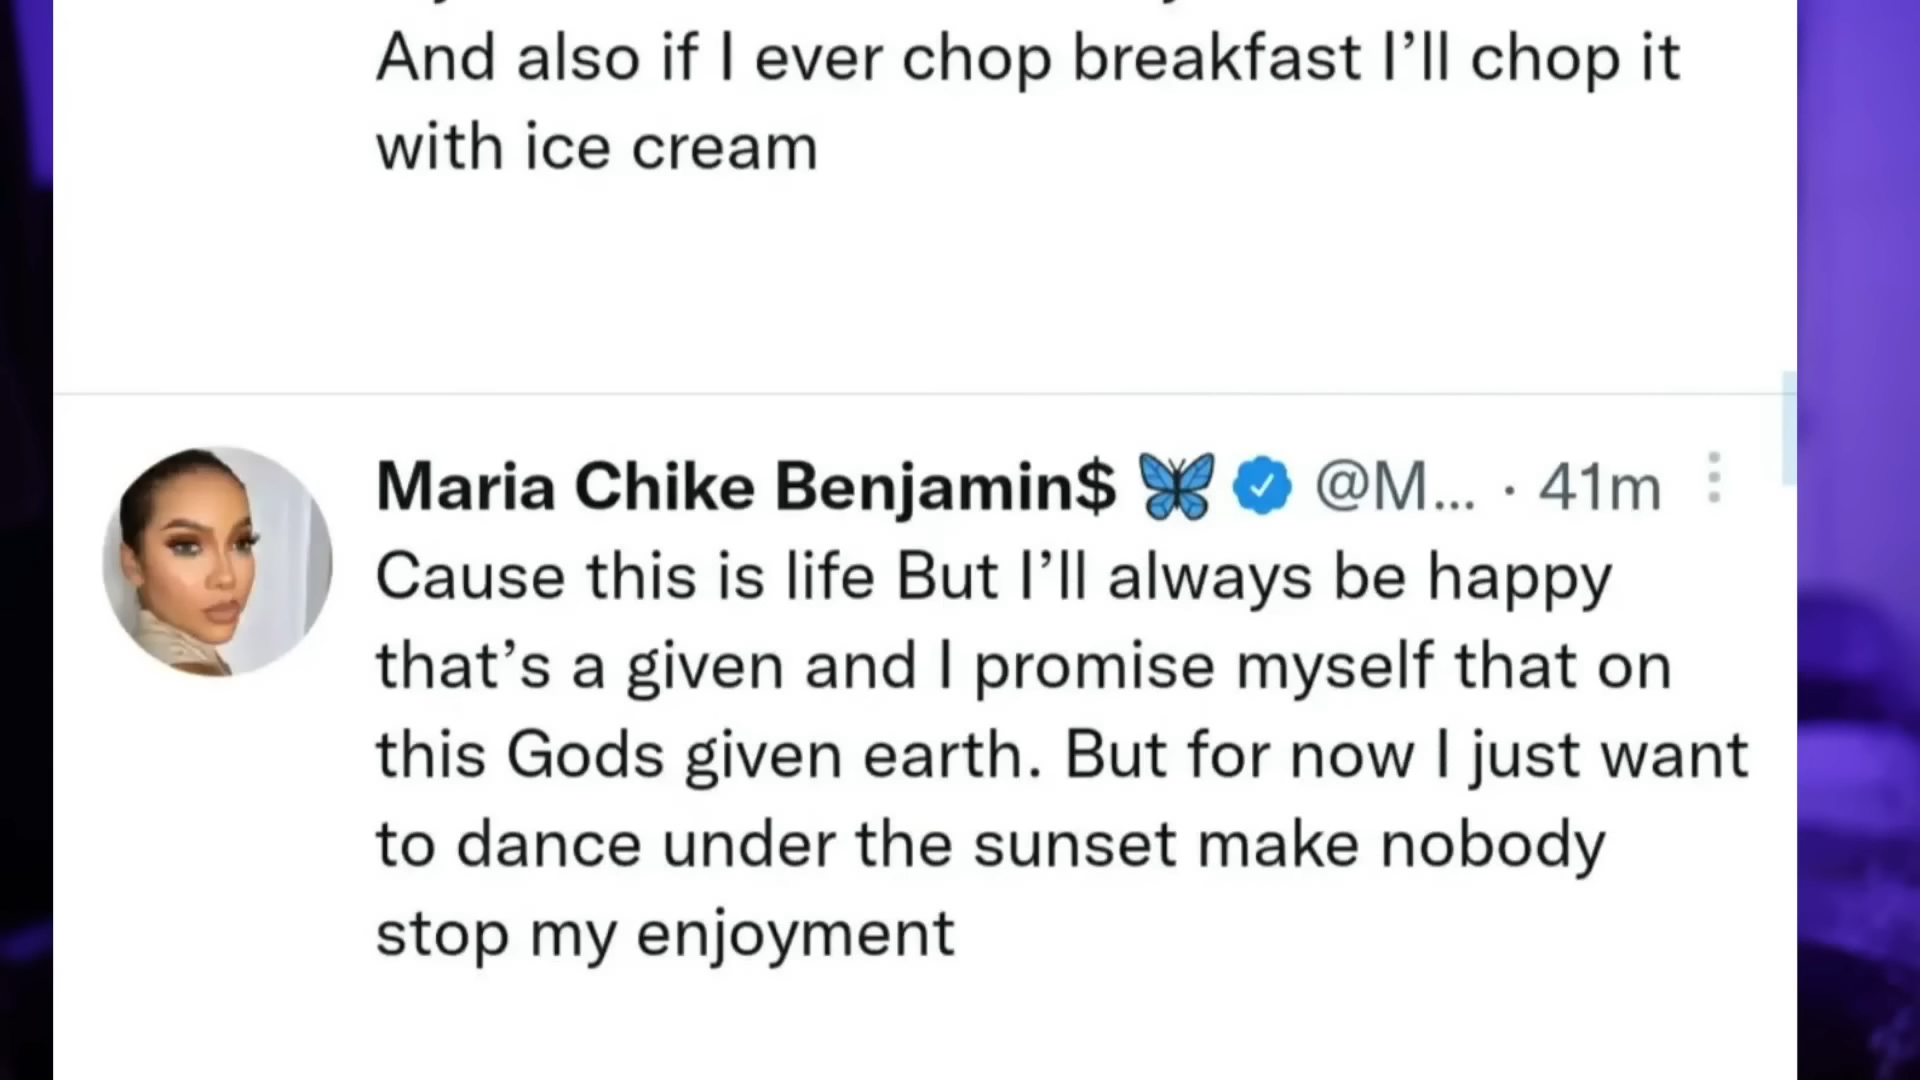 And also if I ever chop breakfast I’ll chop it
with ice cream
Maria Chike Benjamin$ 🦋 @M... · 41m
Cause this is life But I’ll always be happy
that’s a given and I promise myself that on
this Gods given earth. But for now I just want
to dance under the sunset make nobody
stop my enjoyment